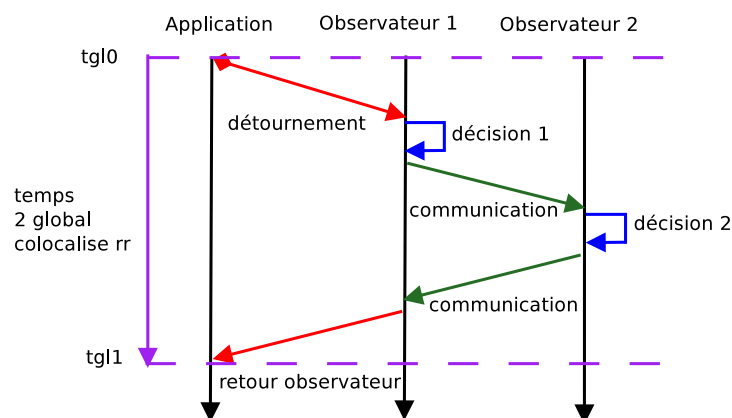 Application
Observateur 1
Observateur 2
tgl0
détournement
décision 1
temps
2 global
colocalise rr
communication
décision 2
communication
tgl1
retour observateur